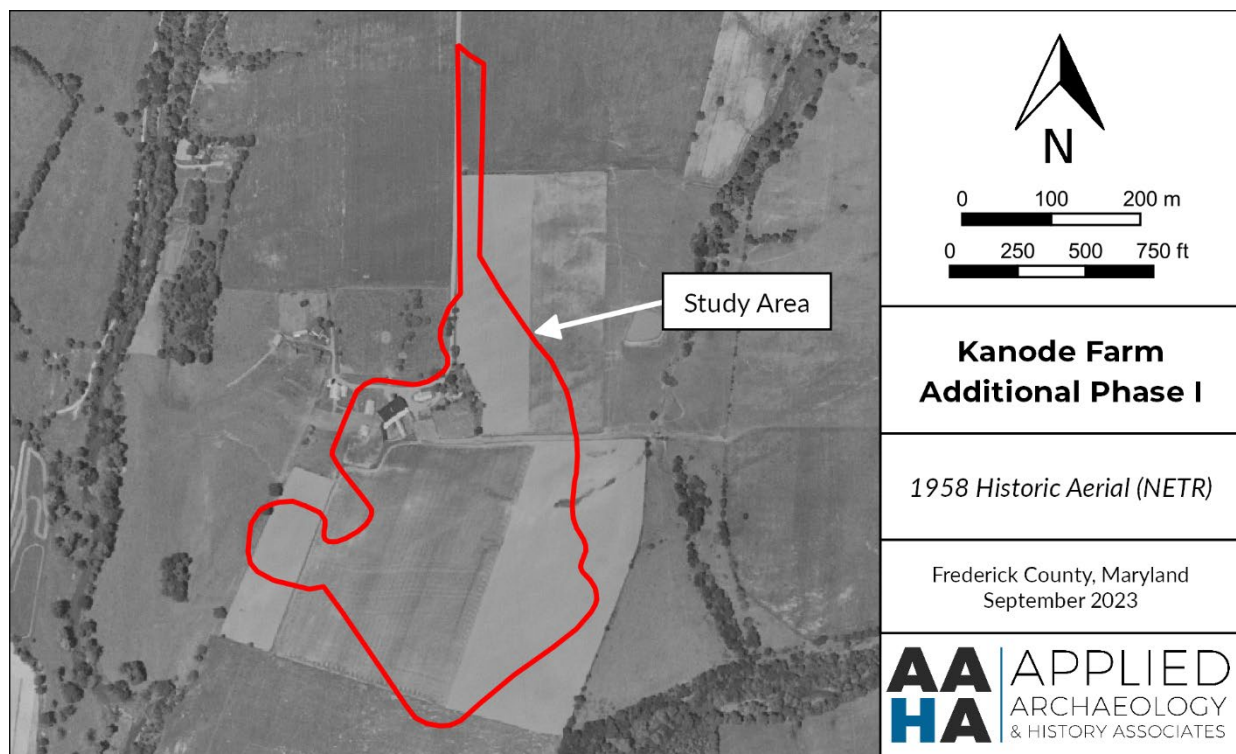 Study Area
N
0 100 200 m
0 250 500 750 ft
Kanode Farm
Additional Phase I
1958 Historic Aerial (NETR)
Frederick County, Maryland
September 2023
AA
HA
APPLIED
ARCHAEOLOGY
& HISTORY ASSOCIATES